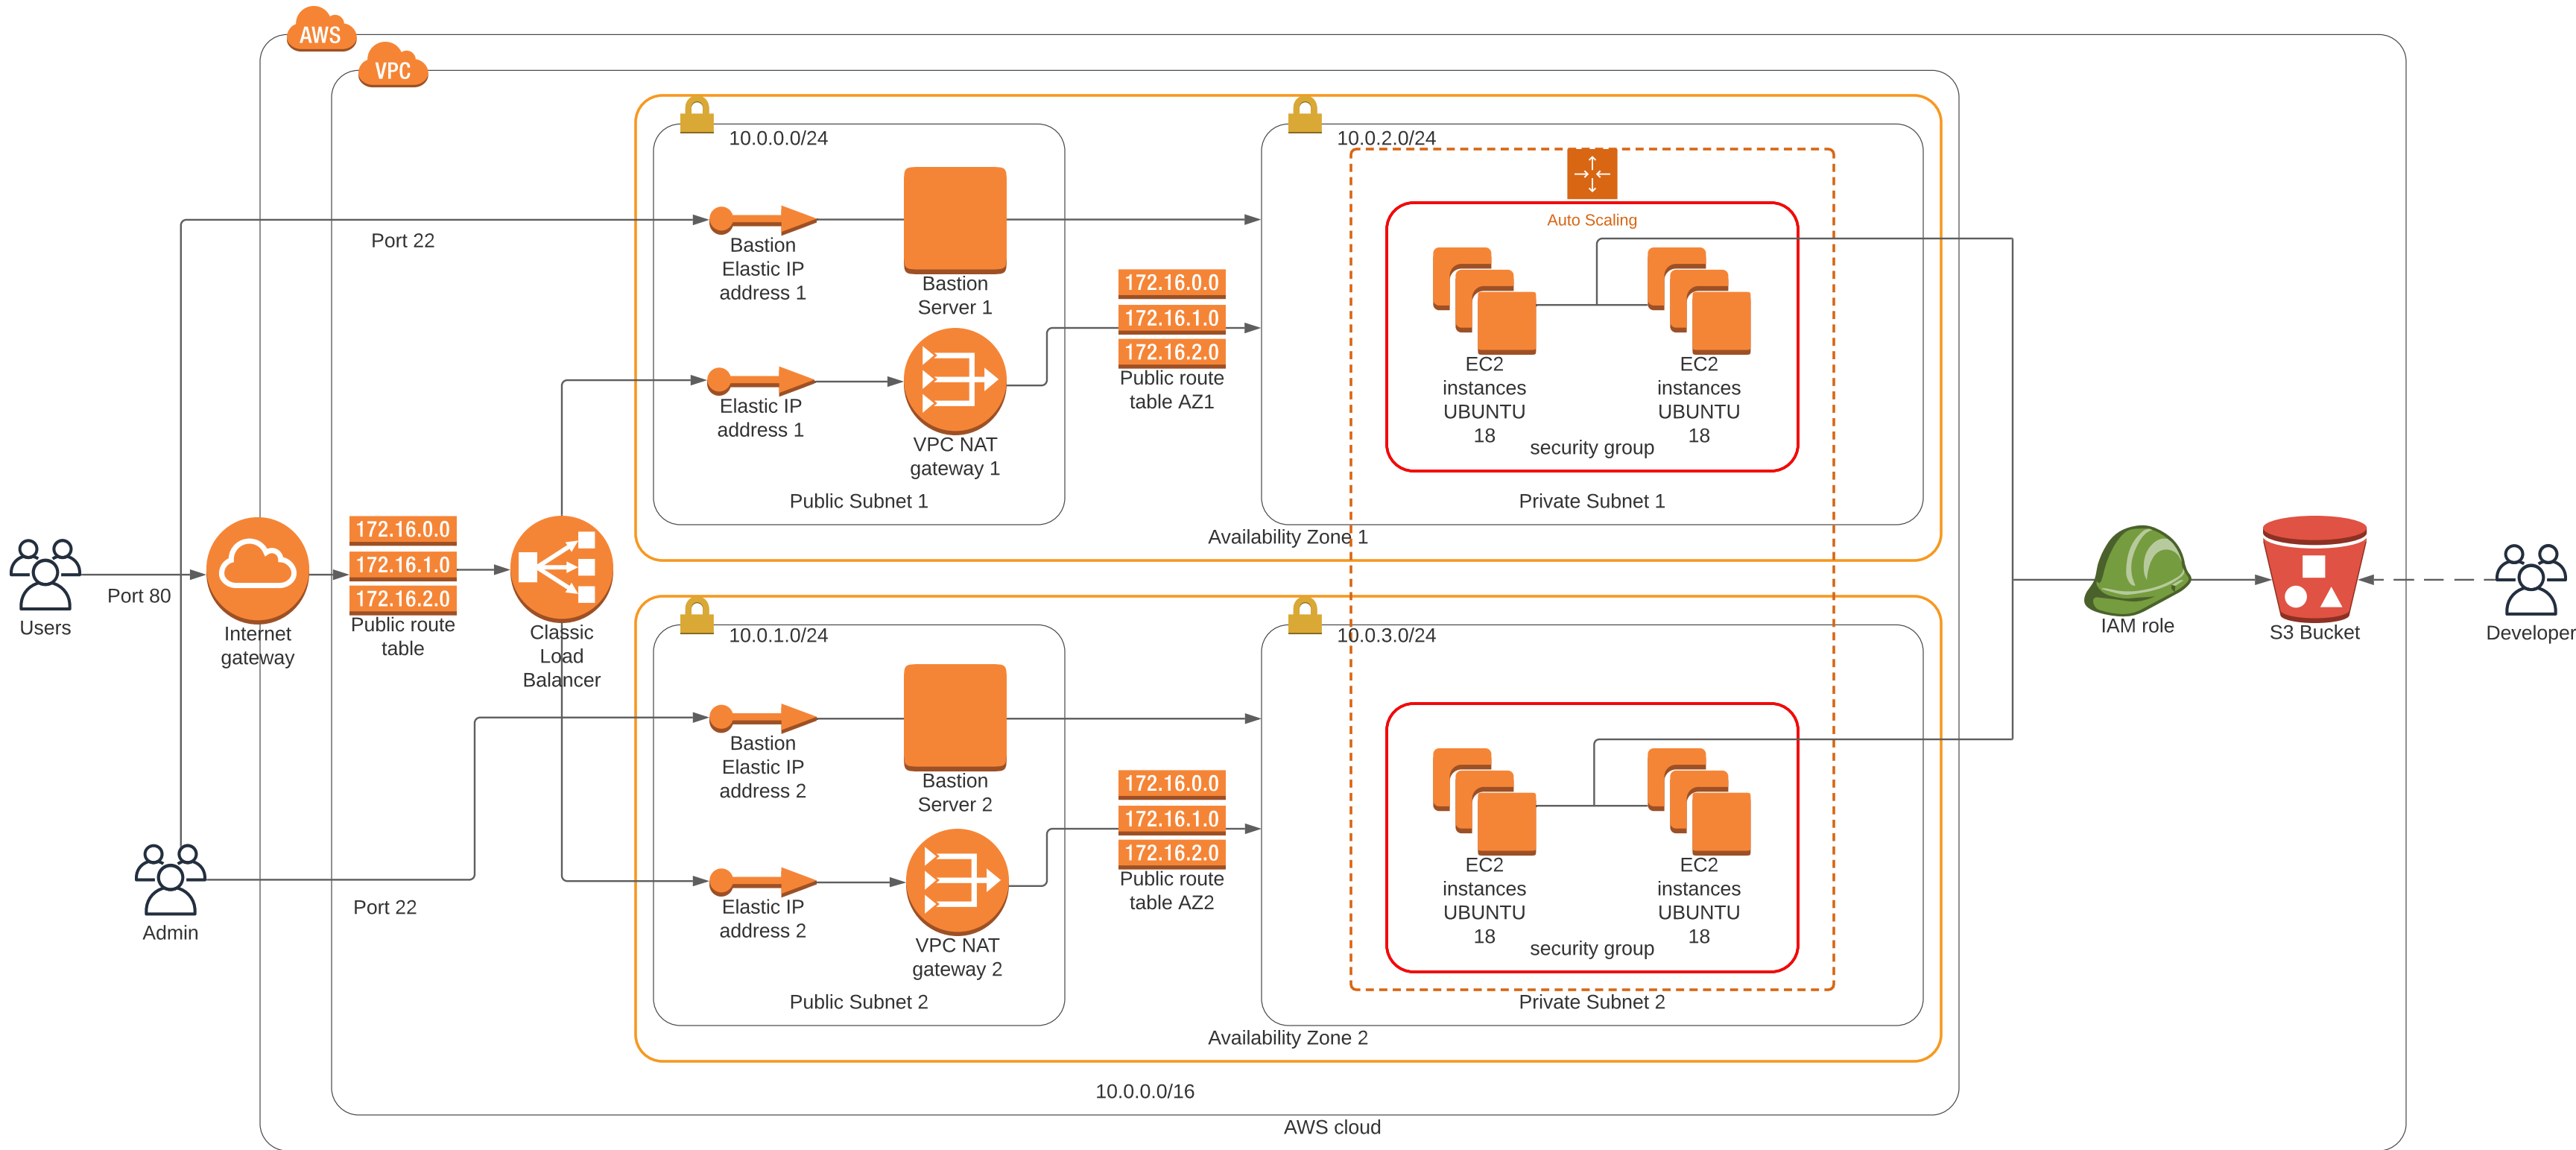 AWS
VPC
10.0.0.0/24
10.0.2.0/24
Auto Scaling
Port 22
Bastion
Elastic IP
address 1
Bastion
Server 1
172.16.0.0
172.16.1.0
172.16.2.0
Public route
table AZ1
EC2
instances
UBUNTU
18
EC2
instances
UBUNTU
18
security group
Elastic IP
address 1
VPC NAT
gateway 1
Public Subnet 1
Private Subnet 1
Availability Zone 1
Users
Port 80
Internet
gateway
172.16.0.0
172.16.1.0
172.16.2.0
Public route
table
Classic
Load
Balancer
IAM role
S3 Bucket
Developer
10.0.1.0/24
10.0.3.0/24
Bastion
Elastic IP
address 2
Bastion
Server 2
172.16.0.0
172.16.1.0
172.16.2.0
Public route
table AZ2
EC2
instances
UBUNTU
18
EC2
instances
UBUNTU
18
security group
Admin
Port 22
Elastic IP
address 2
VPC NAT
gateway 2
Public Subnet 2
Private Subnet 2
Availability Zone 2
10.0.0.0/16
AWS cloud